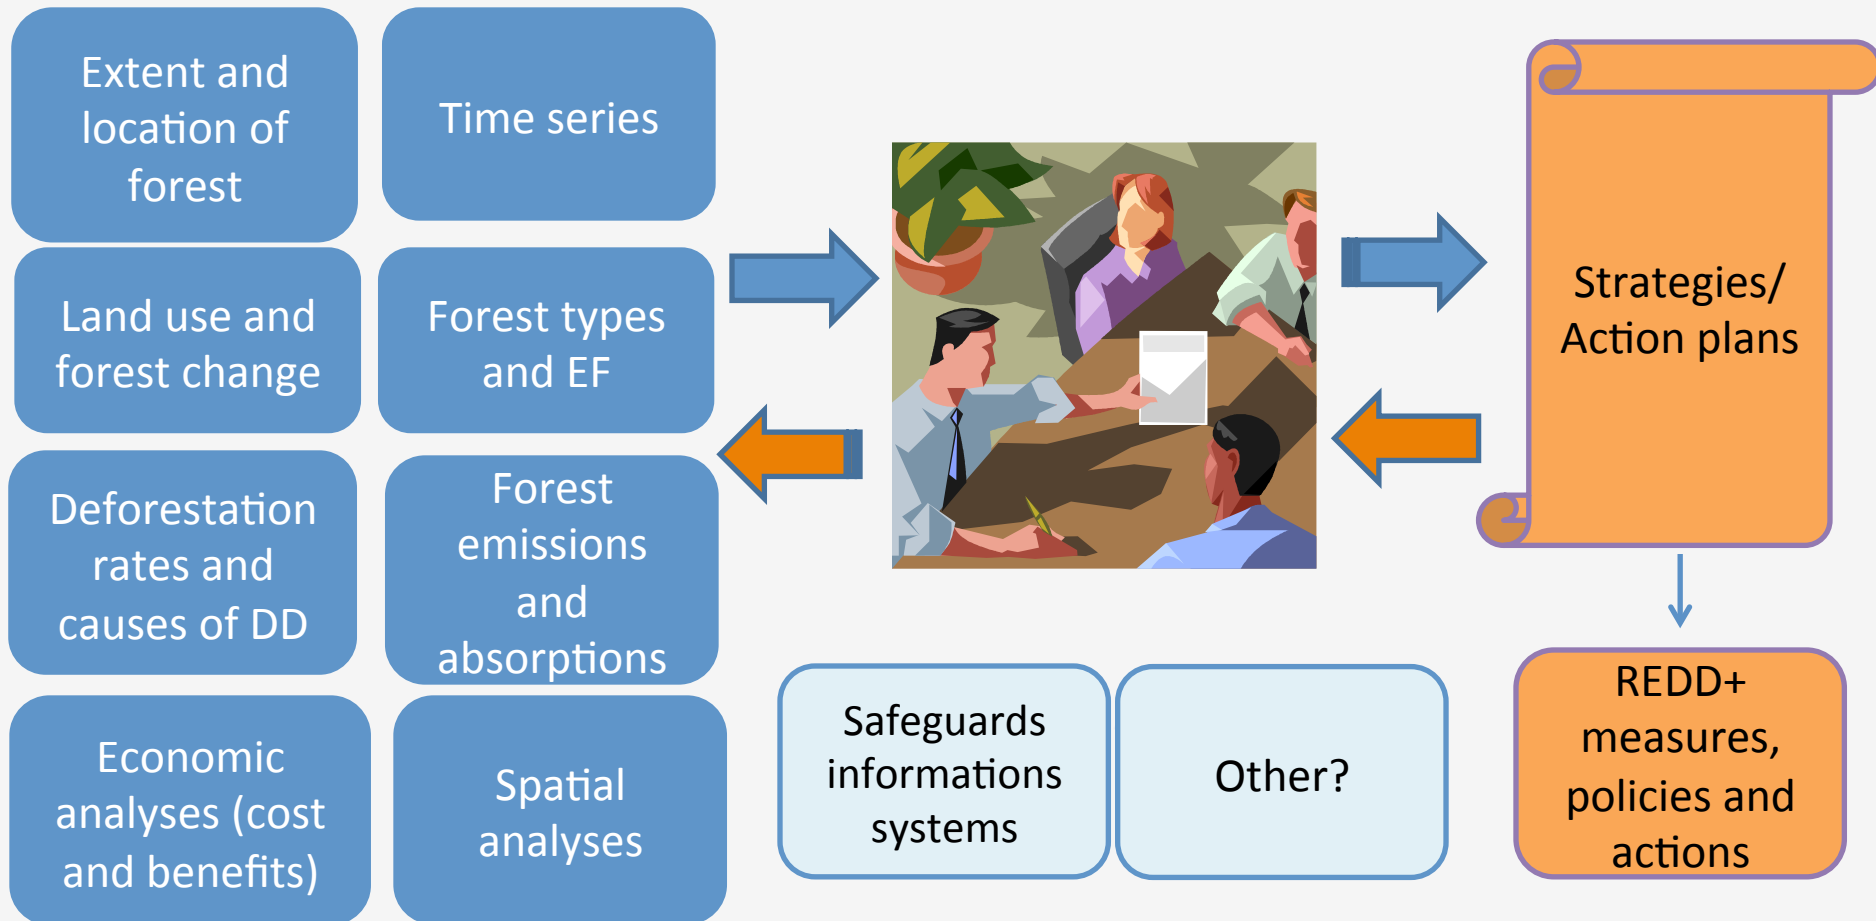 Extent and
location of
forest
Time series
Land use and
forest change
Forest types
and EF
Deforestation
rates and
causes of DD
Forest
emissions
and
absorptions
Economic
analyses (cost
and benefits)
Spatial
analyses
Safeguards
informations
systems
Other?
Strategies/
Action plans
REDD+
measures,
policies and
actions